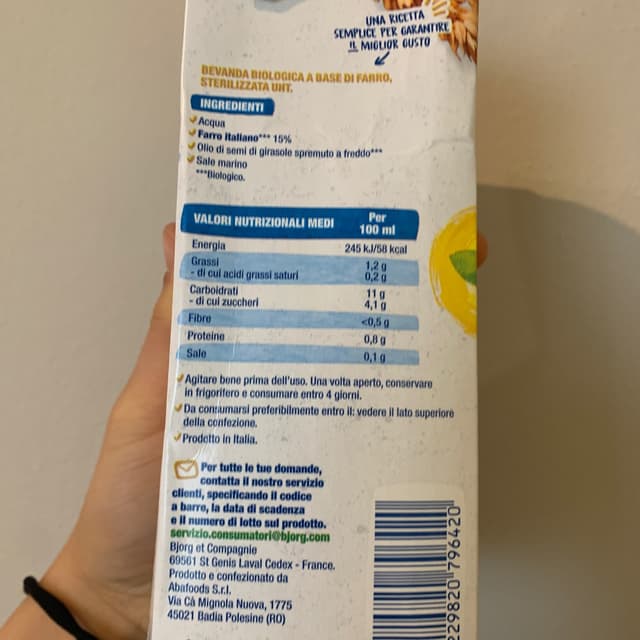 UNA RICETTA
SEMPLICE PER GARANTIRE
IL MIGLIOR GUSTO
BEVANDA BIOLOGICA A BASE DI FARRO,
STERILIZZATA UHT.
INGREDIENTI
Acqua
Farro Italiano*** 15%
Olio di semi di girasole spremuto a freddo***
Sale marino
***Biologico.
VALORI NUTRIZIONALI MEDI Per 100 ml
Energia 245 kJ/58 kcal
Grassi 1,2 g
- di cui acidi grassi saturi 0,2 g
Carboidrati 11 g
- di cui zuccheri 4,1 g
Fibre <0,5 g
Proteine 0,8 g
Sale 0,1 g
Agitare bene prima dell'uso. Una volta aperto, conservare
in frigorifero e consumare entro 4 giorni.
Da consumarsi preferibilmente entro il: vedere il lato superiore
della confezione.
Prodotto in Italia.
Per tutte le tue domande,
contatta il nostro servizio
clienti, specificando il codice
a barre, la data di scadenza
e il numero di lotto sul prodotto.
servizio.consumatori@bjorg.com
Bjorg et Compagnie
69561 St Genis Laval Cedex - France.
Prodotto e confezionato da
Abafoods S.r.l.
Via Cà Mignola Nuova, 1775
45021 Badia Polesine (RO)
229820 796420